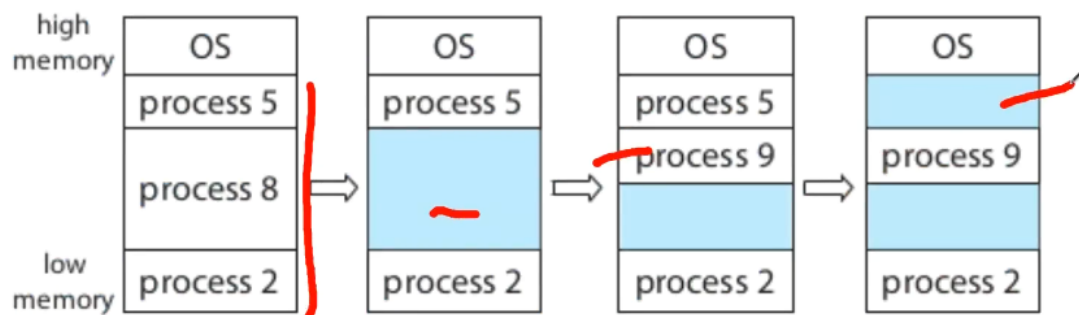 high
memory
OS
process 5
process 8
process 2
low
memory
OS
process 5
process 2
OS
process 5
process 9
process 2
OS
process 9
process 2